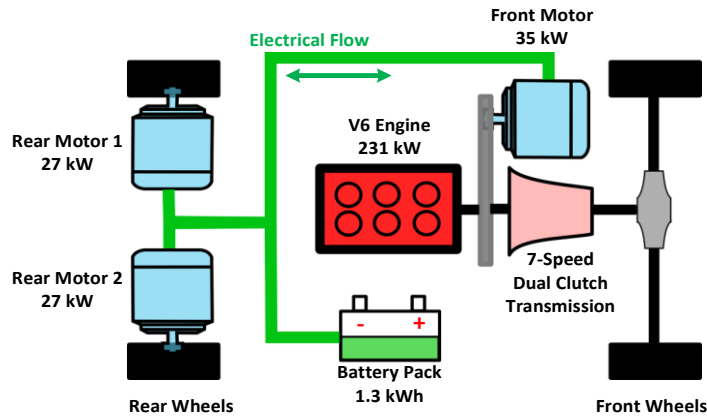 Electrical Flow
Front Motor
35 kW
Rear Motor 1
27 kW
V6 Engine
231 kW
Rear Motor 2
27 kW
7-Speed
Dual Clutch
Transmission
- +
Battery Pack
1.3 kWh
Rear Wheels
Front Wheels